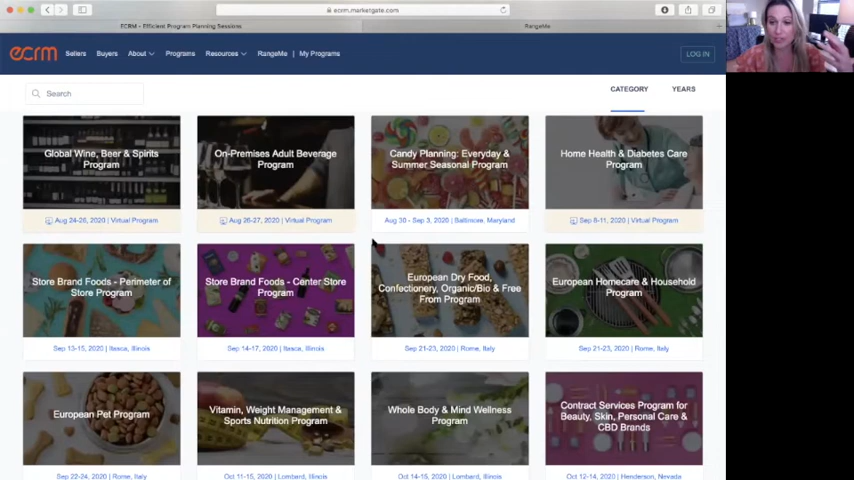 ecrm.marketgate.com
ECRM - Efficient Program Planning Sessions
RangeMe
ecrm
Sellers
Buyers
About
Programs
Resources
RangeMe
My Programs
LOG IN
Search
CATEGORY
YEARS
Global Wine, Beer & Spirits
Program
Aug 24-26, 2020 | Virtual Program
On-Premises Adult Beverage
Program
Aug 26-27, 2020 | Virtual Program
Candy Planning: Everyday &
Summer Seasonal Program
Aug 30 - Sep 3, 2020 | Baltimore, Maryland
Home Health & Diabetes Care
Program
Sep 8-11, 2020 | Virtual Program
Store Brand Foods - Perimeter of
Store Program
Sep 13-15, 2020 | Itasca, Illinois
Store Brand Foods - Center Store
Program
Sep 14-17, 2020 | Itasca, Illinois
European Dry Food,
Confectionery, Organic/Bio & Free
From Program
Sep 21-23, 2020 | Rome, Italy
European Homecare & Household
Program
Sep 21-23, 2020 | Rome, Italy
European Pet Program
Sep 22-24, 2020 | Rome, Italy
Vitamin, Weight Management &
Sports Nutrition Program
Oct 11-15, 2020 | Lombard, Illinois
Whole Body & Mind Wellness
Program
Oct 14-15, 2020 | Lombard, Illinois
Contract Services Program for
Beauty, Skin, Personal Care &
CBD Brands
Oct 12-14, 2020 | Henderson, Nevada